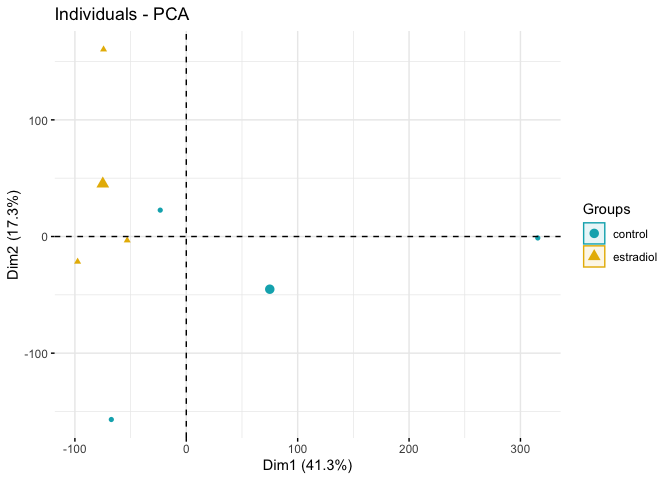 Individuals - PCA
Dim2 (17.3%)
100
0
-100
-100
0
100
200
300
Dim1 (41.3%)
Groups
control
estradiol